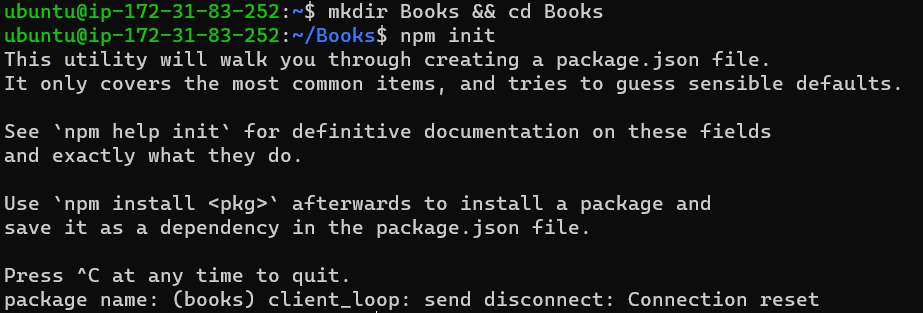 ubuntu@ip-172-31-83-252:~$ mkdir Books && cd Books
ubuntu@ip-172-31-83-252:~/Books$ npm init
This utility will walk you through creating a package.json file.
It only covers the most common items, and tries to guess sensible defaults.
See `npm help init` for definitive documentation on these fields
and exactly what they do.
Use `npm install <pkg>` afterwards to install a package and
save it as a dependency in the package.json file.
Press ^C at any time to quit.
package name: (books) client_loop: send disconnect: Connection reset